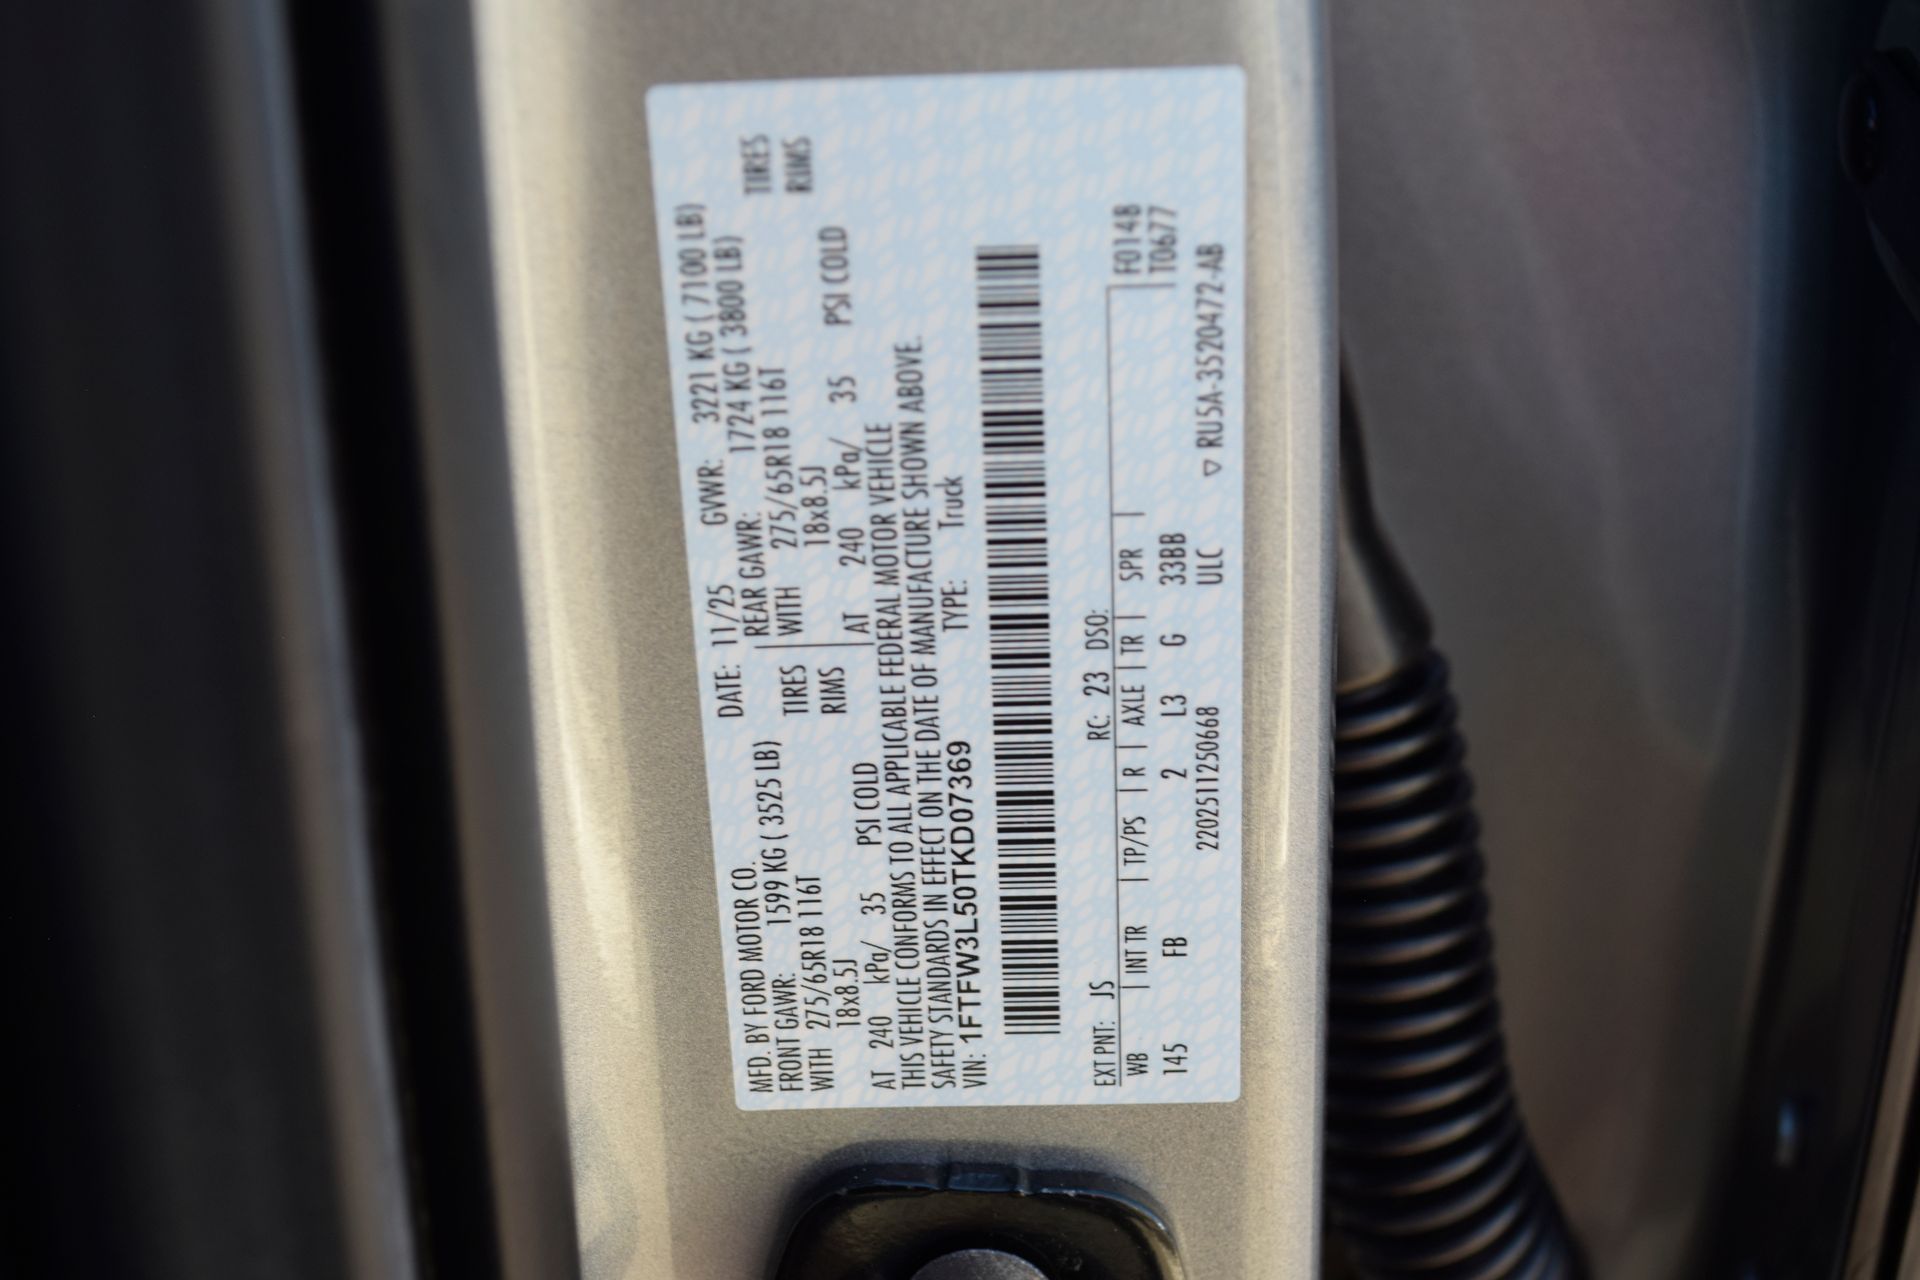 MFD. BY FORD MOTOR CO. DATE: 11/25 GVWR: 3221 KG ( 7100 LB)
FRONT GAWR: 1599 KG ( 3525 LB) REAR GAWR: 1724 KG ( 3800 LB)
WITH 275/65R18 116T TIRES WITH 275/65R18 116T TIRES
18x8.5J RIMS 18x8.5J RIMS
AT 240 kPa/ 35 PSI COLD AT 240 kPa/ 35 PSI COLD
THIS VEHICLE CONFORMS TO ALL APPLICABLE FEDERAL MOTOR VEHICLE
SAFETY STANDARDS IN EFFECT ON THE DATE OF MANUFACTURE SHOWN ABOVE.
VIN: 1FTFW3L50TKD07369 TYPE: Truck
EXT PNT: JS RC: 23 DSO: F0148
WB | INT TR | TP/PS | R | AXLE | TR | SPR | T0677
145 FB 2 L3 G 33BB
2202511250668 ULC ▽ RU5A-3520472-AB